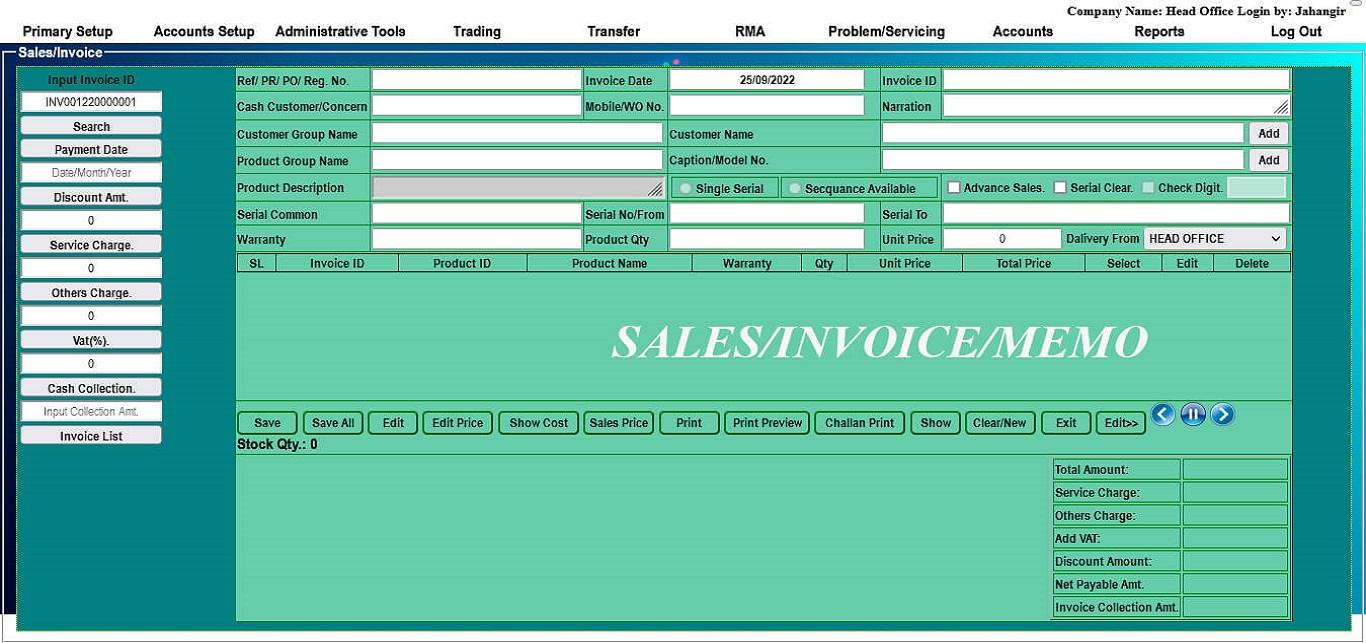 Company Name: Head Office Login by: Jahangir
Primary Setup Accounts Setup Administrative Tools Trading Transfer RMA Problem/Servicing Accounts Reports Log Out
Sales/Invoice
Input Invoice ID
INV001220000001
Search
Payment Date
Date/Month/Year
Discount Amt.
0
Service Charge.
0
Others Charge.
0
Vat(%).
0
Cash Collection.
Input Collection Amt.
Invoice List
Ref/ PR/ PO/ Reg. No. Invoice Date 25/09/2022 Invoice ID
Cash Customer/Concern Mobile/WO No. Narration
Customer Group Name Customer Name Add
Product Group Name Caption/Model No. Add
Product Description Single Serial Secquance Available Advance Sales. Serial Clear. Check Digit.
Serial Common Serial No/From Serial To
Warranty Product Qty Unit Price 0 Dalivery From HEAD OFFICE
SL Invoice ID Product ID Product Name Warranty Qty Unit Price Total Price Select Edit Delete
SALES/INVOICE/MEMO
Save Save All Edit Edit Price Show Cost Sales Price Print Print Preview Challan Print Show Clear/New Exit Edit>>
Stock Qty.: 0
Total Amount:
Service Charge:
Others Charge:
Add VAT:
Discount Amount:
Net Payable Amt.
Invoice Collection Amt.